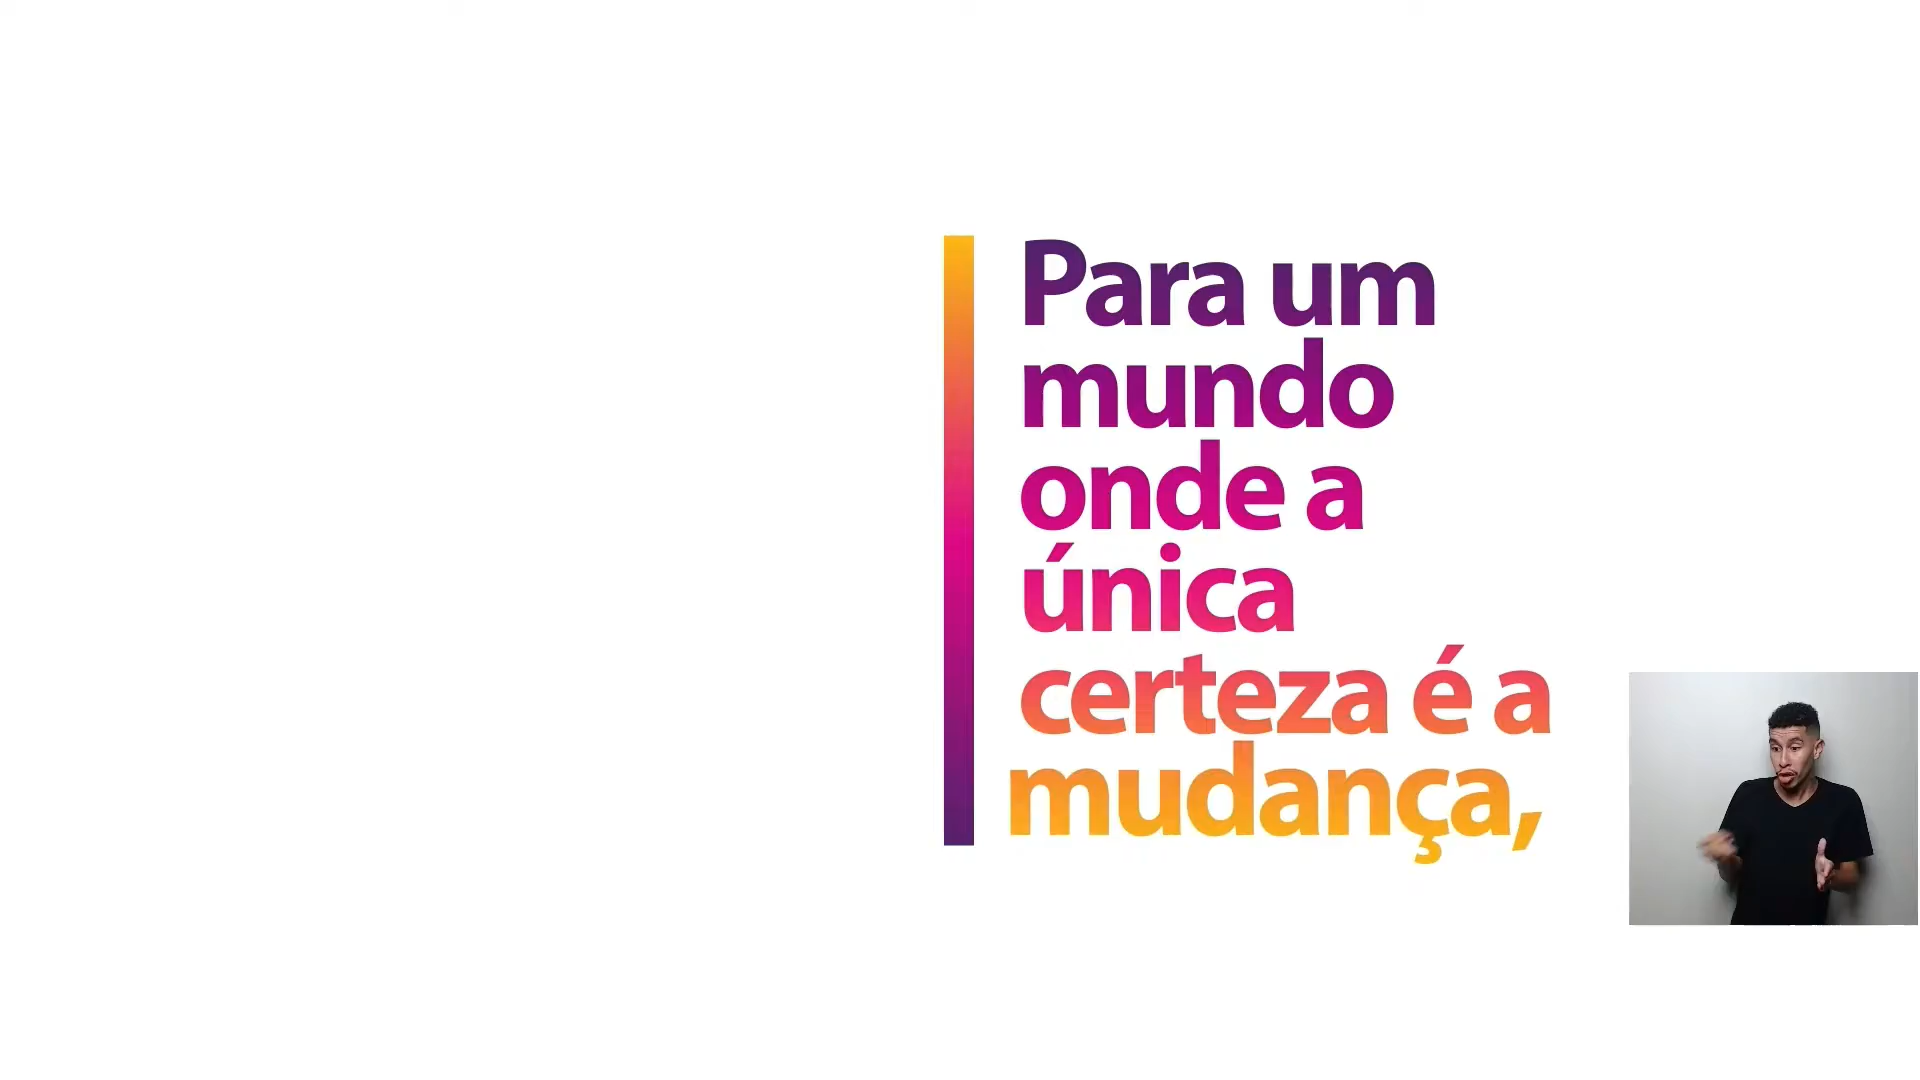 Para um
mundo
onde a
única
certeza é a
mudança,